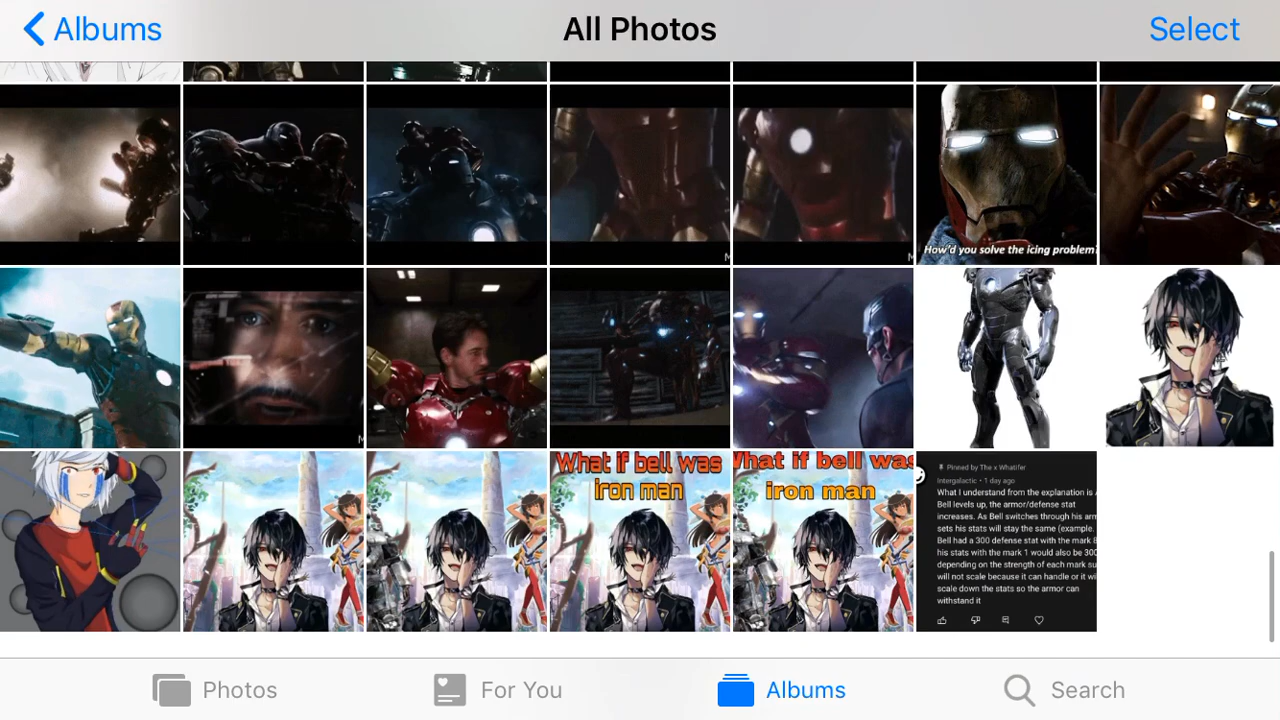 Albums
All Photos
Select
How'd you solve the icing problem?
What if bell was
iron man
What if bell was
iron man
Pinned by The x Whatifer
Intergalactic • 1 day ago
What I understand from the explanation is
Bell levels up, the armor/defense stat
increases. As Bell switches through his arm
sets his stats will stay the same (example.
Bell had a 300 defense stat with the mark 8
his stats with the mark 1 would also be 300
depending on the strength of each mark su
will not scale because it can handle or it wi
scale down the stats so the armor can
withstand it
Photos
For You
Albums
Search